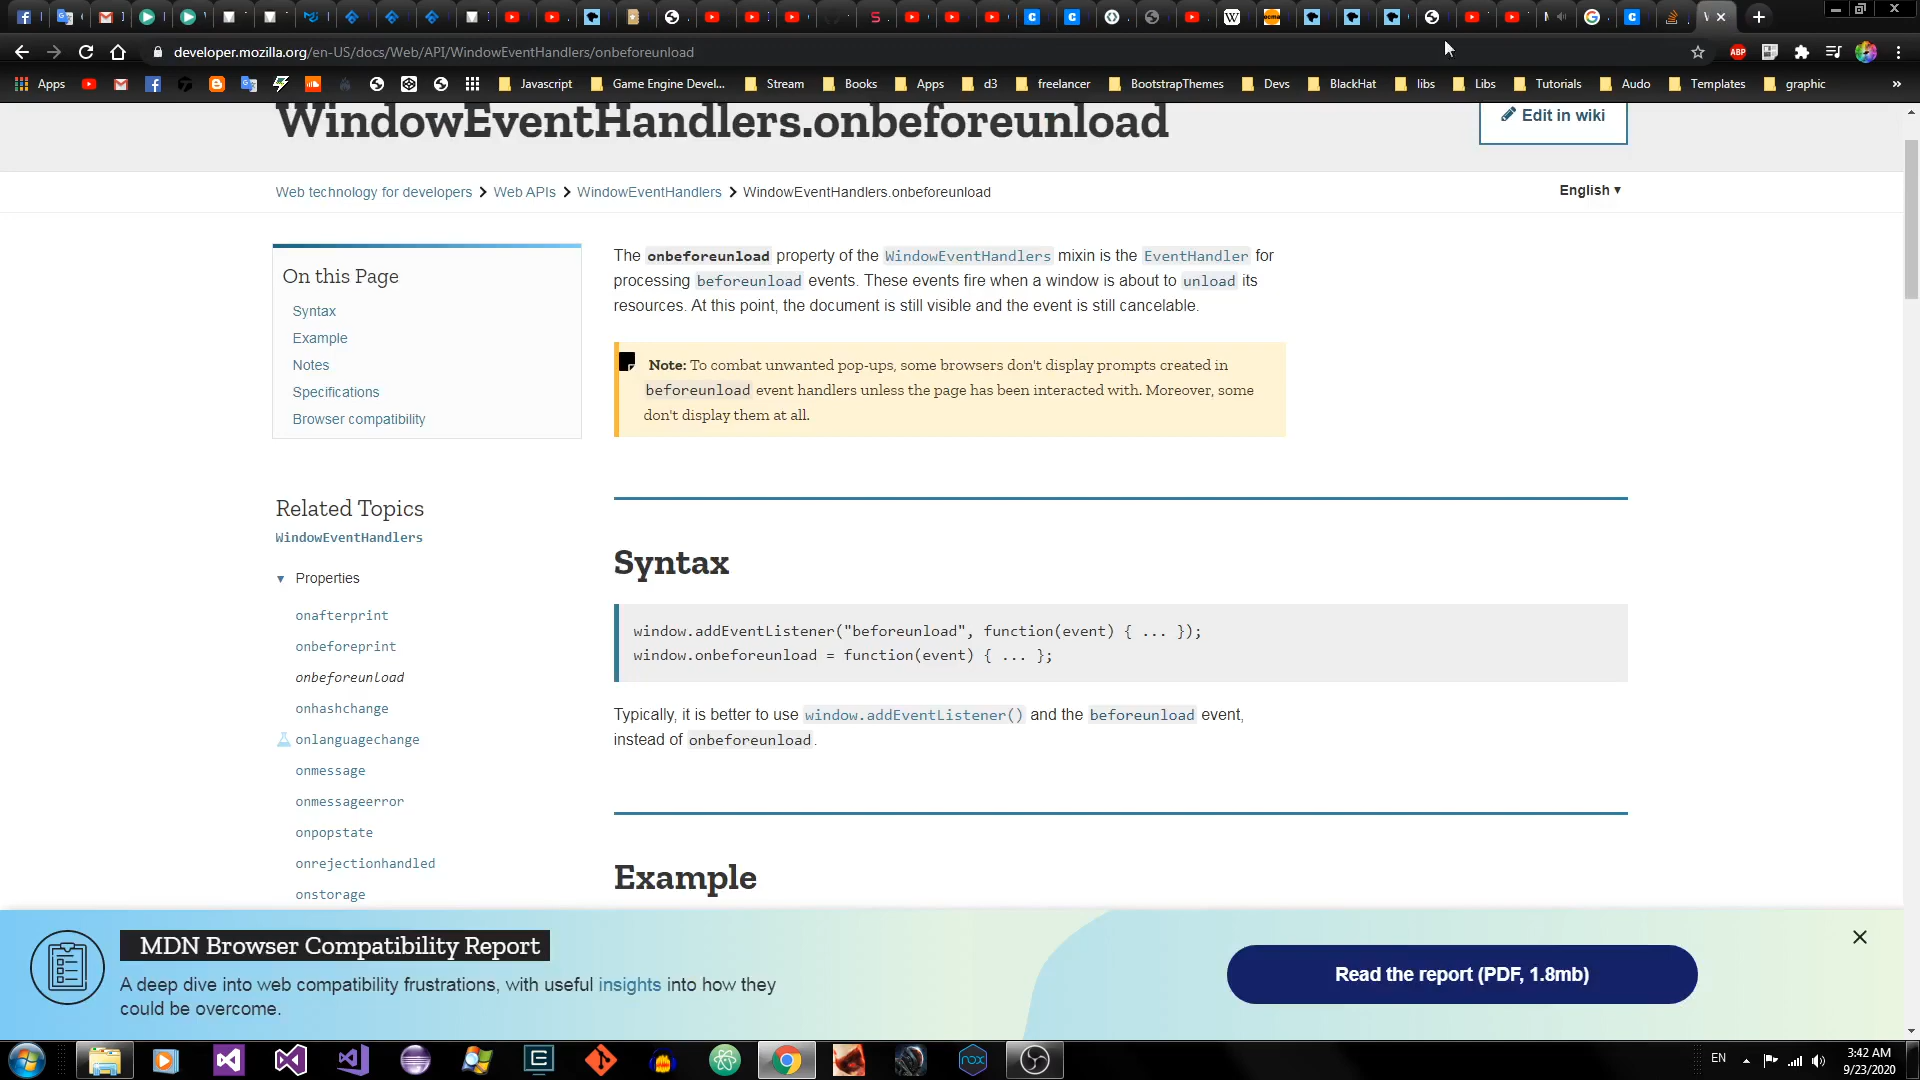 developer.mozilla.org/en-US/docs/Web/API/WindowEventHandlers/onbeforeunload
Apps Javascript Game Engine Devel... Stream Books Apps d3 freelancer BootstrapThemes Devs BlackHat libs Libs Tutorials Audo Templates graphic »
WindowEventHandlers.onbeforeunload
Edit in wiki
Web technology for developers > Web APIs > WindowEventHandlers > WindowEventHandlers.onbeforeunload
English ▾
On this Page
Syntax
Example
Notes
Specifications
Browser compatibility
Related Topics
WindowEventHandlers
▾ Properties
onafterprint
onbeforeprint
onbeforeunload
onhashchange
onlanguagechange
onmessage
onmessageerror
onpopstate
onrejectionhandled
onstorage
The onbeforeunload property of the WindowEventHandlers mixin is the EventHandler for
processing beforeunload events. These events fire when a window is about to unload its
resources. At this point, the document is still visible and the event is still cancelable.
Note: To combat unwanted pop-ups, some browsers don't display prompts created in
beforeunload event handlers unless the page has been interacted with. Moreover, some
don't display them at all.
Syntax
window.addEventListener("beforeunload", function(event) { ... });
window.onbeforeunload = function(event) { ... };
Typically, it is better to use window.addEventListener() and the beforeunload event,
instead of onbeforeunload.
Example
MDN Browser Compatibility Report
A deep dive into web compatibility frustrations, with useful insights into how they
could be overcome.
Read the report (PDF, 1.8mb)
EN
3:42 AM
9/23/2020